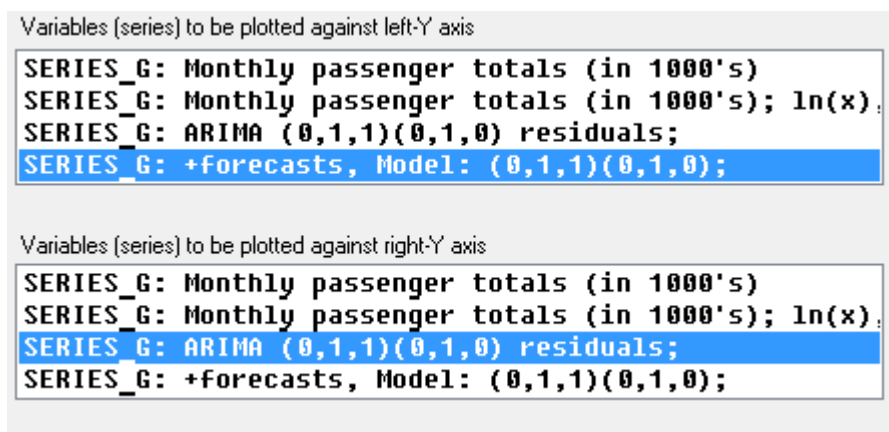 Variables (series) to be plotted against left-Y axis
SERIES_G: Monthly passenger totals (in 1000's)
SERIES_G: Monthly passenger totals (in 1000's); ln(x),
SERIES_G: ARIMA (0,1,1)(0,1,0) residuals;
SERIES_G: +forecasts, Model: (0,1,1)(0,1,0);
Variables (series) to be plotted against right-Y axis
SERIES_G: Monthly passenger totals (in 1000's)
SERIES_G: Monthly passenger totals (in 1000's); ln(x),
SERIES_G: ARIMA (0,1,1)(0,1,0) residuals;
SERIES_G: +forecasts, Model: (0,1,1)(0,1,0);